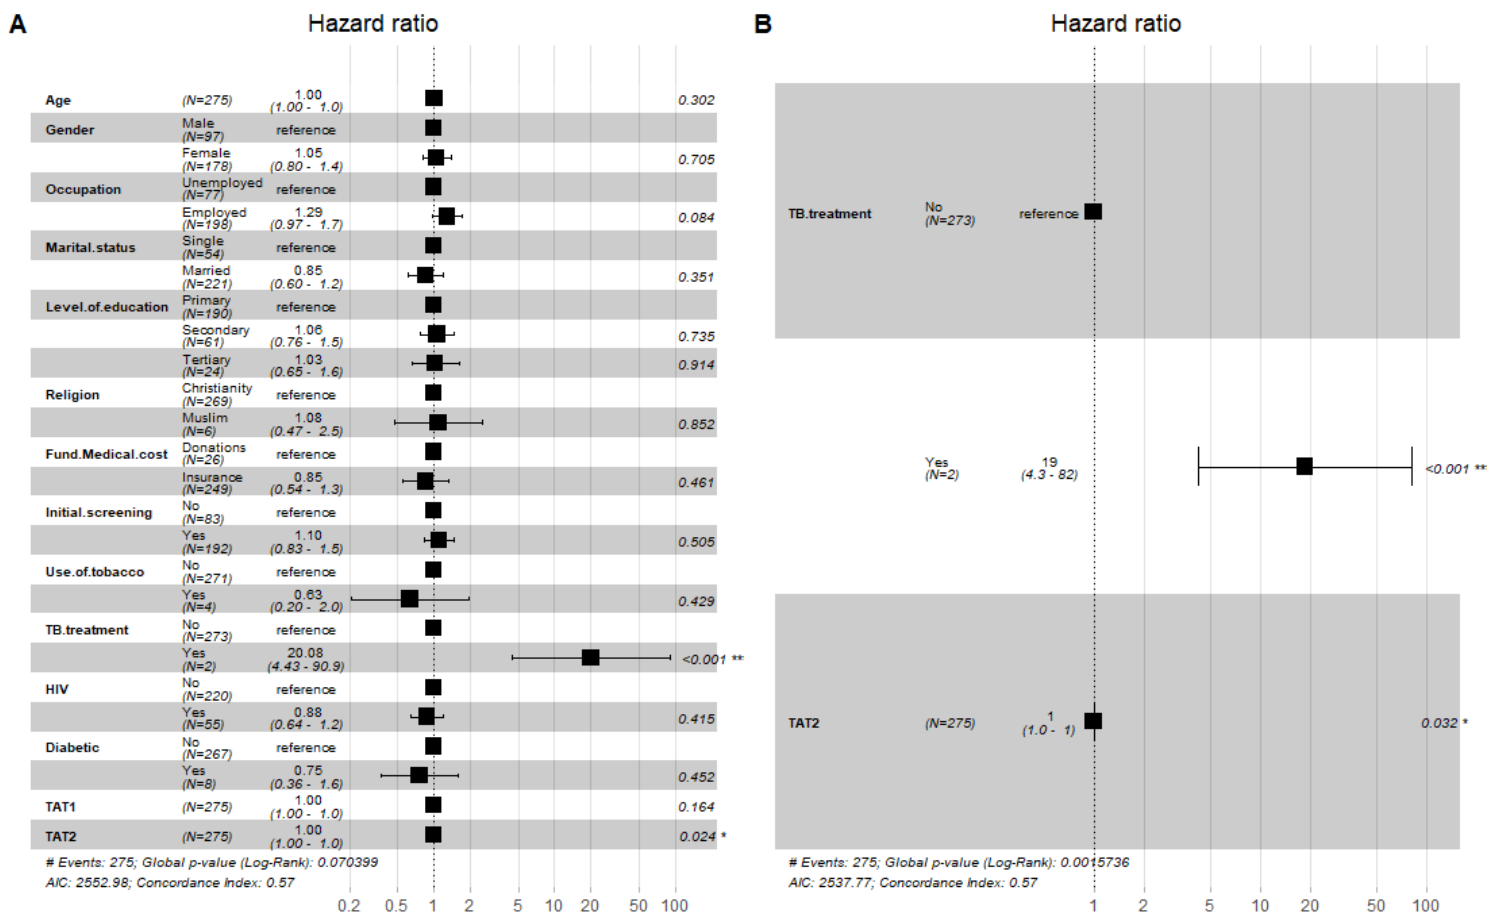 A
Hazard ratio
Age (N=275) 1.00 (1.00 - 1.0) 0.302
Gender Male (N=97) reference
Female (N=178) 1.05 (0.80 - 1.4) 0.705
Occupation Unemployed (N=77) reference
Employed (N=198) 1.29 (0.97 - 1.7) 0.084
Marital.status Single (N=54) reference
Married (N=221) 0.85 (0.60 - 1.2) 0.351
Level.of.education Primary (N=190) reference
Secondary (N=61) 1.06 (0.76 - 1.5) 0.735
Tertiary (N=24) 1.03 (0.65 - 1.6) 0.914
Religion Christianity (N=269) reference
Muslim (N=6) 1.08 (0.47 - 2.5) 0.852
Fund.Medical.cost Donations (N=26) reference
Insurance (N=249) 0.85 (0.54 - 1.3) 0.461
Initial.screening No (N=83) reference
Yes (N=192) 1.10 (0.83 - 1.5) 0.505
Use.of.tobacco No (N=271) reference
Yes (N=4) 0.63 (0.20 - 2.0) 0.429
TB.treatment No (N=273) reference
Yes (N=2) 20.08 (4.43 - 90.9) <0.001 **
HIV No (N=220) reference
Yes (N=55) 0.88 (0.64 - 1.2) 0.415
Diabetic No (N=267) reference
Yes (N=8) 0.75 (0.36 - 1.6) 0.452
TAT1 (N=275) 1.00 (1.00 - 1.0) 0.164
TAT2 (N=275) 1.00 (1.00 - 1.0) 0.024 *
# Events: 275; Global p-value (Log-Rank): 0.070399
AIC: 2552.98; Concordance Index: 0.57
0.2 0.5 1 2 5 10 20 50 100
B
Hazard ratio
TB.treatment No (N=273) reference
Yes (N=2) 19 (4.3 - 82) <0.001 **
TAT2 (N=275) 1 (1.0 - 1) 0.032 *
# Events: 275; Global p-value (Log-Rank): 0.0015736
AIC: 2537.77; Concordance Index: 0.57
1 2 5 10 20 50 100